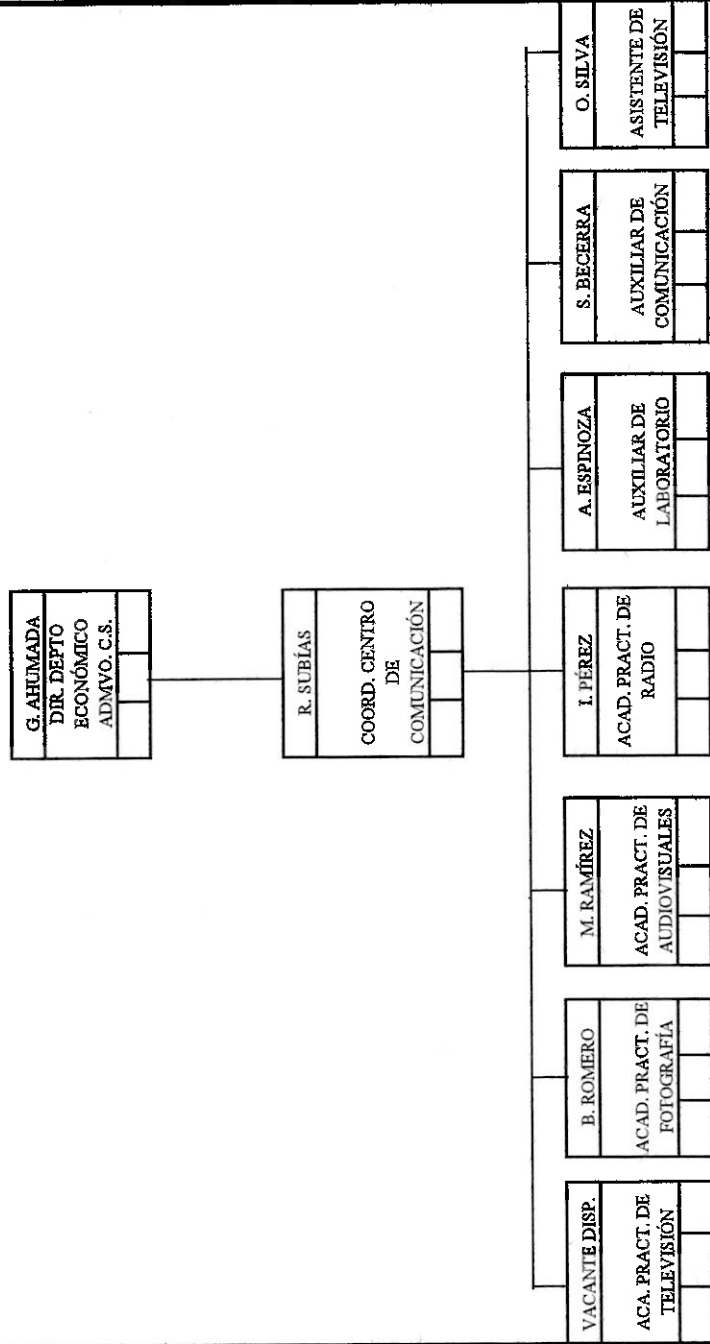 G. AHUMADA
DIR. DEPTO
ECONÓMICO
ADMVO. C.S.
R. SUBÍAS
COORD. CENTRO
DE
COMUNICACIÓN
VACANTE DISP.
ACA. PRACT. DE
TELEVISIÓN
B. ROMERO
ACAD. PRACT. DE
FOTOGRAFÍA
M. RAMÍREZ
ACAD. PRACT. DE
AUDIOVISUALES
I. PÉREZ
ACAD. PRACT. DE
RADIO
A. ESPINOZA
AUXILIAR DE
LABORATORIO
S. BECERRA
AUXILIAR DE
COMUNICACIÓN
O. SILVA
ASISTENTE DE
TELEVISIÓN